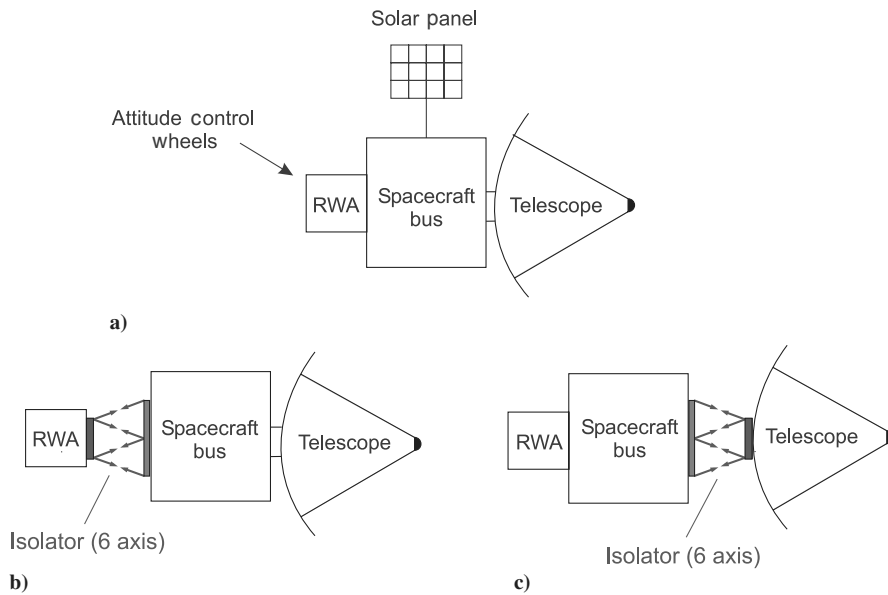 Solar panel
Attitude control
wheels
RWA
Spacecraft
bus
Telescope
a)
RWA
Spacecraft
bus
Telescope
Isolator (6 axis)
b)
RWA
Spacecraft
bus
Telescope
Isolator (6 axis)
c)